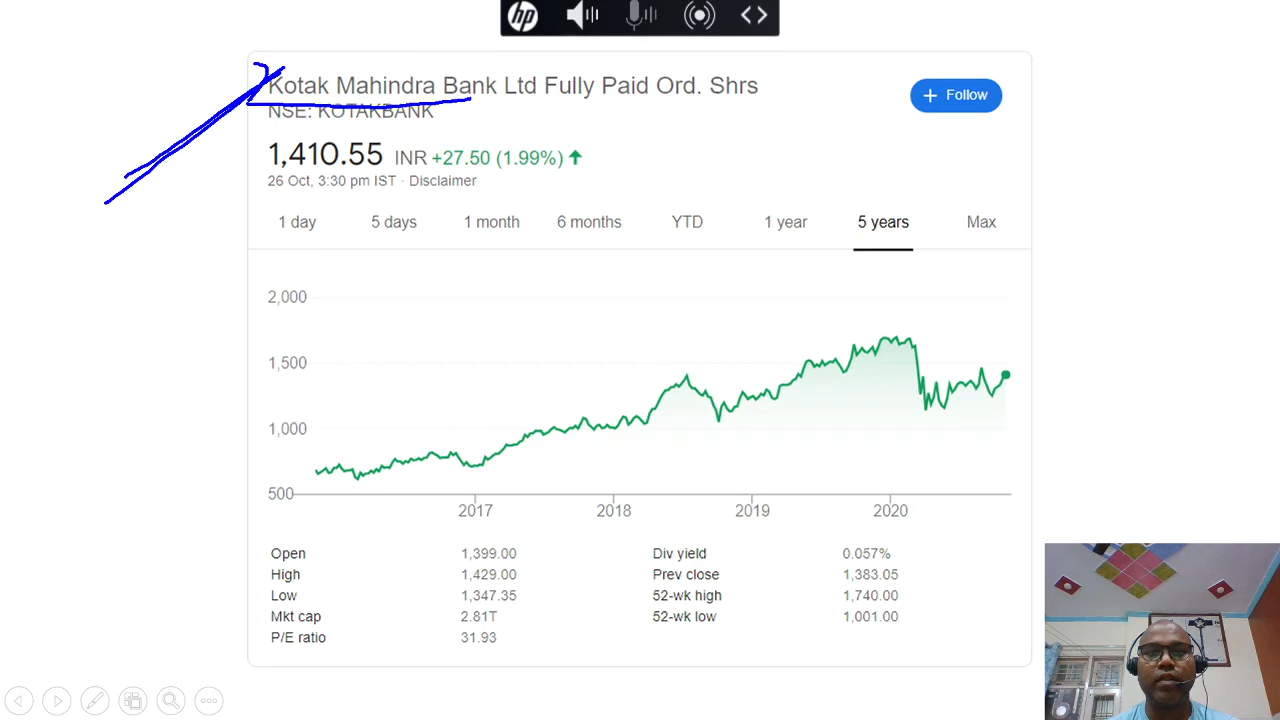 hp
Kotak Mahindra Bank Ltd Fully Paid Ord. Shrs
NSE: KOTAKBANK
+ Follow
1,410.55 INR +27.50 (1.99%)
26 Oct, 3:30 pm IST · Disclaimer
1 day 5 days 1 month 6 months YTD 1 year 5 years Max
2,000
1,500
1,000
500
2017 2018 2019 2020
Open 1,399.00 Div yield 0.057%
High 1,429.00 Prev close 1,383.05
Low 1,347.35 52-wk high 1,740.00
Mkt cap 2.81T 52-wk low 1,001.00
P/E ratio 31.93